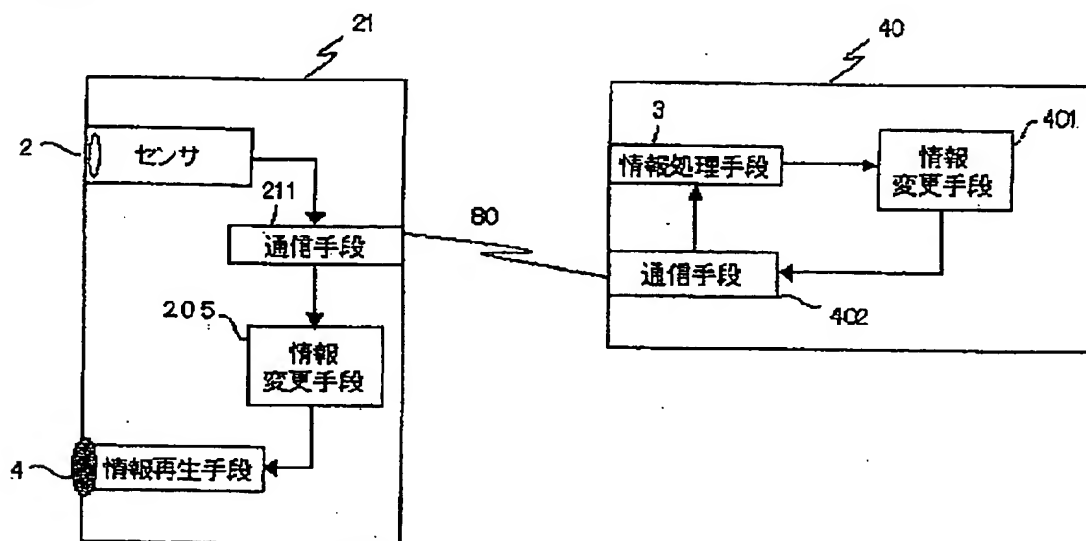 21
2
センサ
211
通信手段
205
情報
変更手段
4
情報再生手段
80
40
3
情報処理手段
401
情報
変更手段
通信手段
402